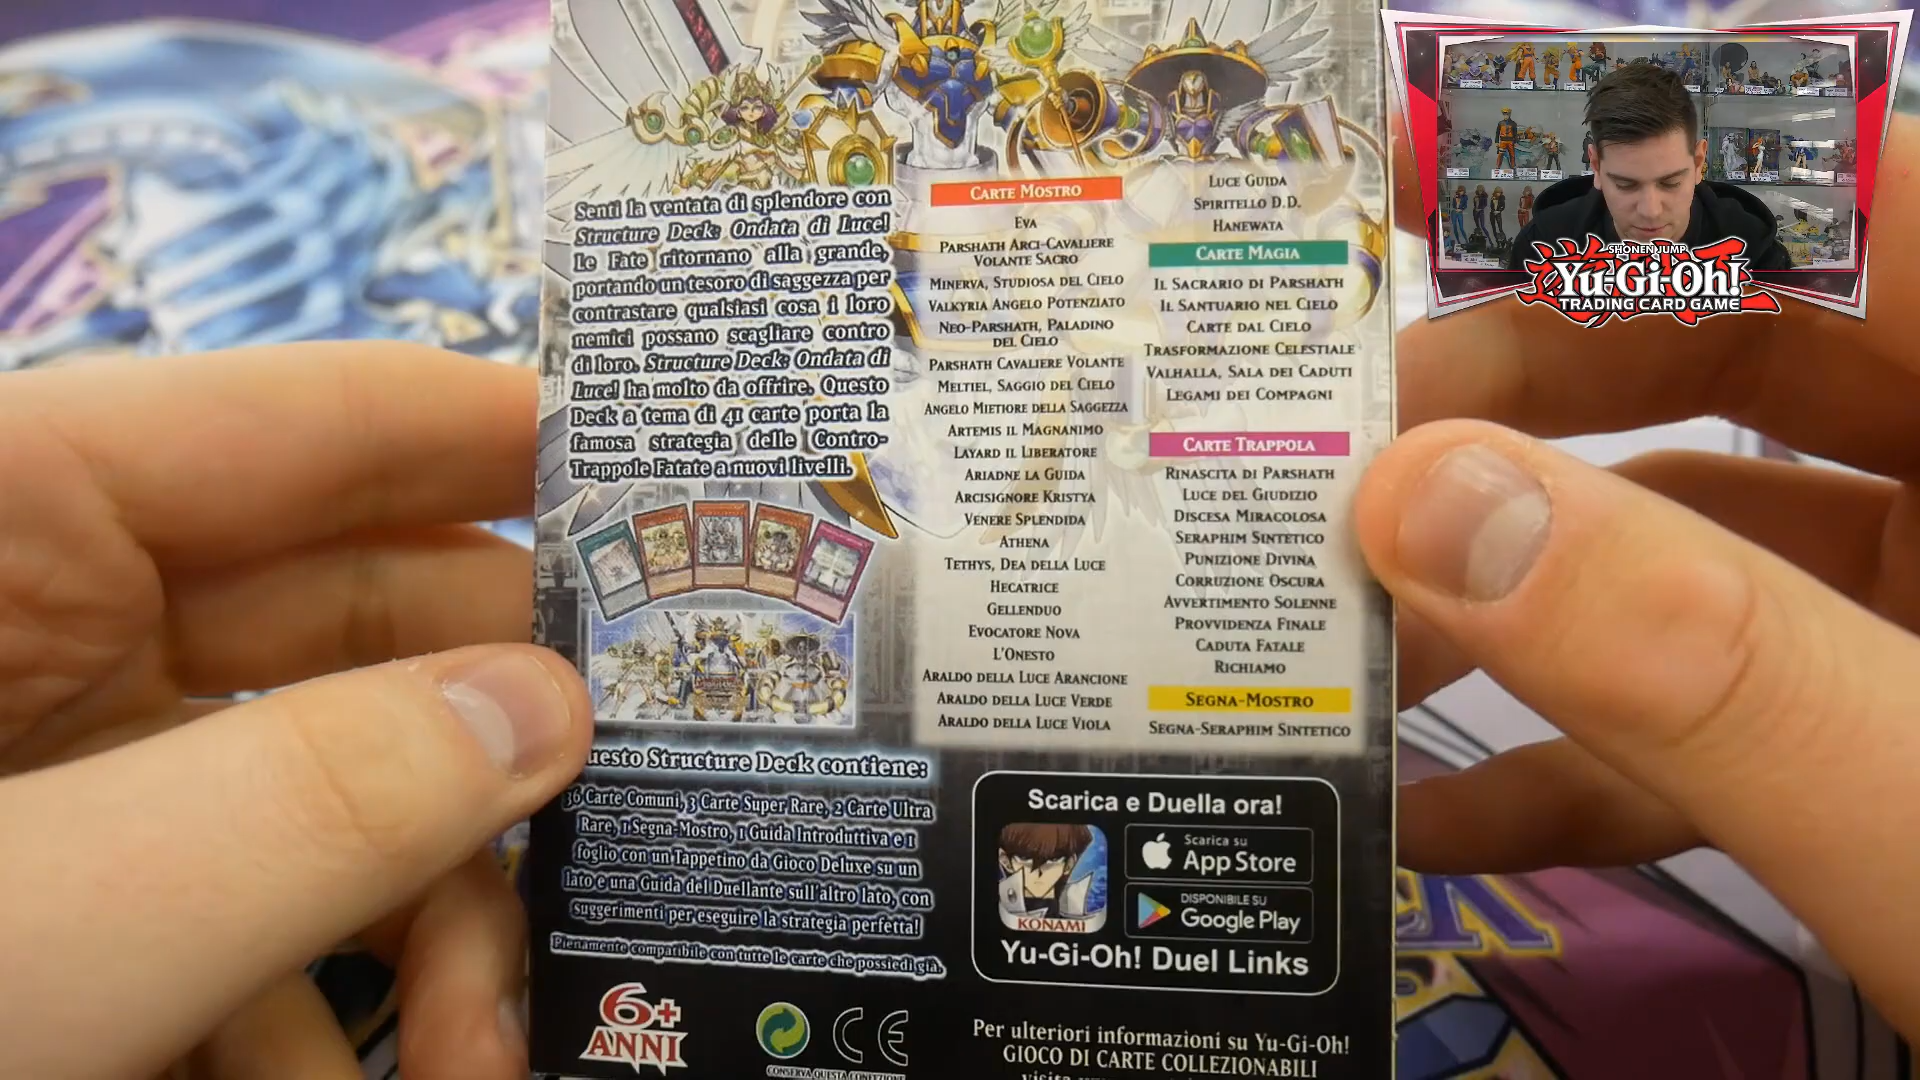 Senti la ventata di splendore con
Structure Deck: Ondata di Luce!
Le Fate ritornano alla grande,
portando un tesoro di saggezza per
contrastare qualsiasi cosa i loro
nemici possano scagliare contro
di loro. Structure Deck: Ondata di
Luce! ha molto da offrire. Questo
Deck a tema di 41 carte porta la
famosa strategia delle Contro-
Trappole Fatate a nuovi livelli.
Carte Mostro
Eva
Parshath Arci-Cavaliere
Volante Sacro
Minerva, Studiosa del Cielo
Valkyria Angelo Potenziato
Neo-Parshath, Paladino
del Cielo
Parshath Cavaliere Volante
Meltiel, Saggio del Cielo
Angelo Mietiore della Saggezza
Artemis il Magnanimo
Layard il Liberatore
Ariadne la Guida
Arcisignore Kristya
Venere Splendida
Athena
Tethys, Dea della Luce
Hecatrice
Gellenduo
Evocatore Nova
L'Onesto
Araldo della Luce Arancione
Araldo della Luce Verde
Araldo della Luce Viola
Luce Guida
Spiritello D.D.
Hanewata
Carte Magia
Il Sacrario di Parshath
Il Santuario nel Cielo
Carte dal Cielo
Trasformazione Celestiale
Valhalla, Sala dei Caduti
Legami dei Compagni
Carte Trappola
Rinascita di Parshath
Luce del Giudizio
Discesa Miracolosa
Seraphim Sintetico
Punizione Divina
Corruzione Oscura
Avvertimento Solenne
Provvidenza Finale
Caduta Fatale
Richiamo
Segna-Mostro
Segna-Seraphim Sintetico
uesto Structure Deck contiene:
36 Carte Comuni, 3 Carte Super Rare, 2 Carte Ultra
Rare, 1 Segna-Mostro, 1 Guida Introduttiva e 1
foglio con un Tappetino da Gioco Deluxe su un
lato e una Guida del Duellante sull'altro lato, con
suggerimenti per eseguire la strategia perfetta!
Pienamente compatibile con tutte le carte che possiedi già.
6+
ANNI
CE
CONSERVA QUESTA CONFEZIONE
Scarica e Duella ora!
KONAMI
Scarica su
App Store
DISPONIBILE SU
Google Play
Yu-Gi-Oh! Duel Links
Per ulteriori informazioni su Yu-Gi-Oh!
GIOCO DI CARTE COLLEZIONABILI
SHONEN JUMP
Yu-Gi-Oh!
TRADING CARD GAME